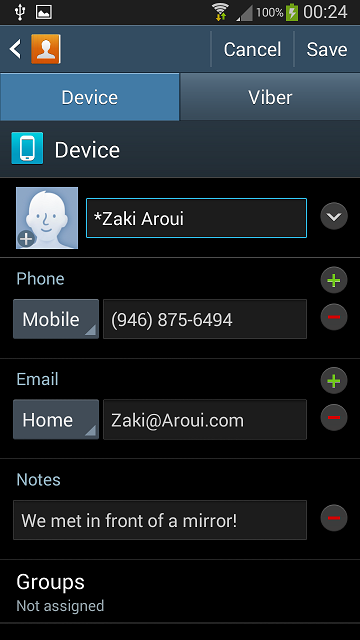 100% 00:24
Cancel Save
Device Viber
Device
*Zaki Aroui
Phone
Mobile (946) 875-6494
Email
Home Zaki@Aroui.com
Notes
We met in front of a mirror!
Groups
Not assigned